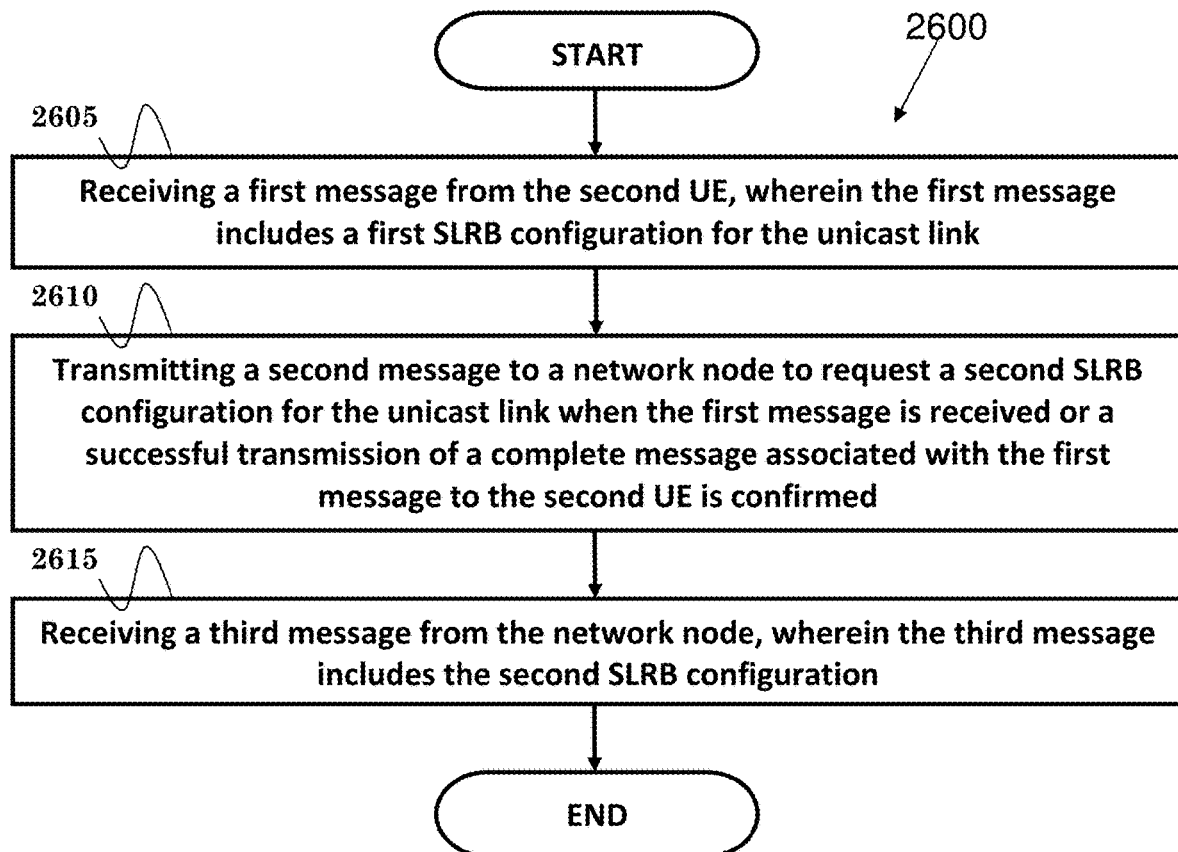 START
2600
2605
Receiving a first message from the second UE, wherein the first message
includes a first SLRB configuration for the unicast link
2610
Transmitting a second message to a network node to request a second SLRB
configuration for the unicast link when the first message is received or a
successful transmission of a complete message associated with the first
message to the second UE is confirmed
2615
Receiving a third message from the network node, wherein the third message
includes the second SLRB configuration
END